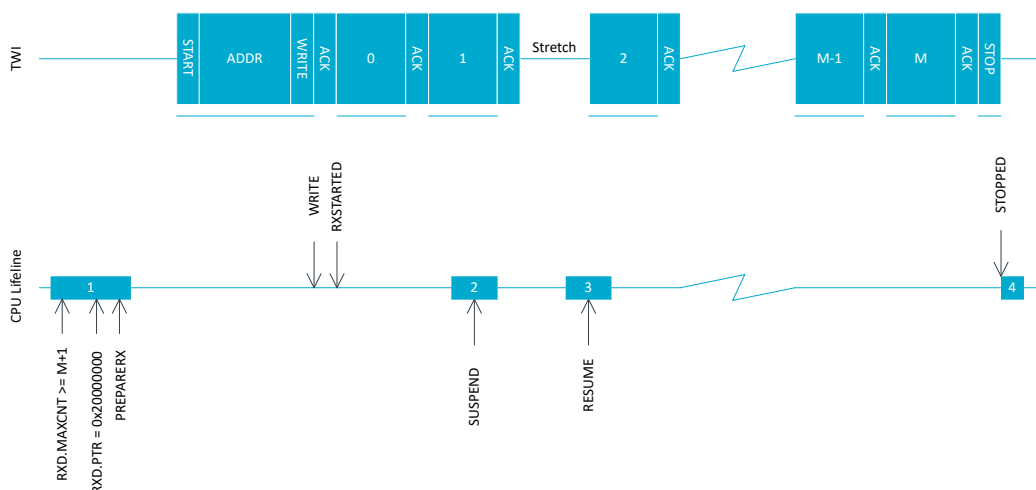 TWI
START
ADDR
WRITE
ACK
0
ACK
1
ACK
Stretch
2
ACK
M-1
ACK
M
ACK
STOP
WRITE
RXSTARTED
STOPPED
CPU Lifeline
1
2
3
4
RXD.MAXCNT >= M+1
RXD.PTR = 0x20000000
PREPARERX
SUSPEND
RESUME